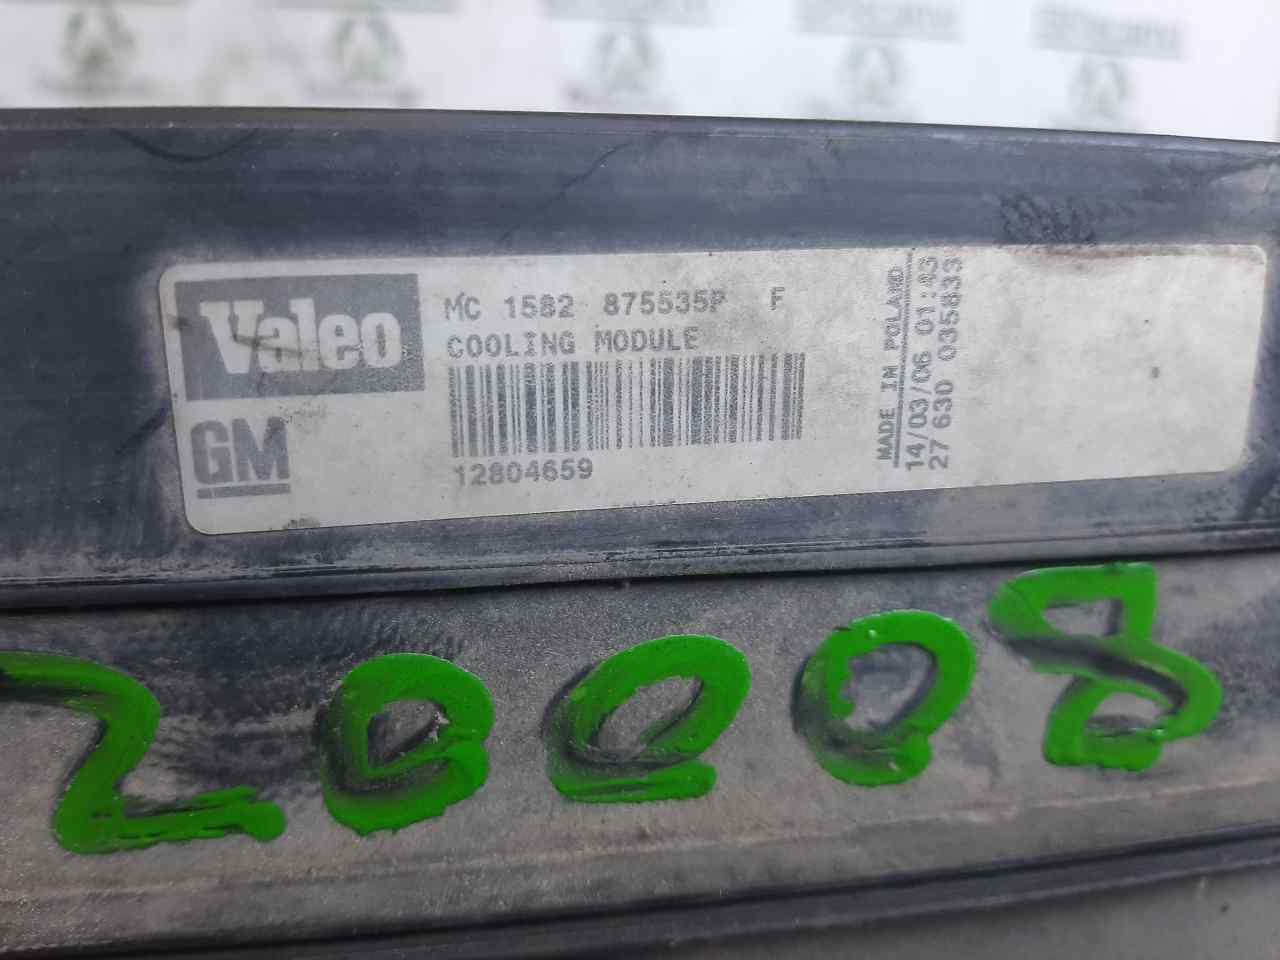 Valeo
MC 1582 875535P F
COOLING MODULE
GM
12804659
MADE IN POLAND
14/03/06 01:43
27 630 035833
20008